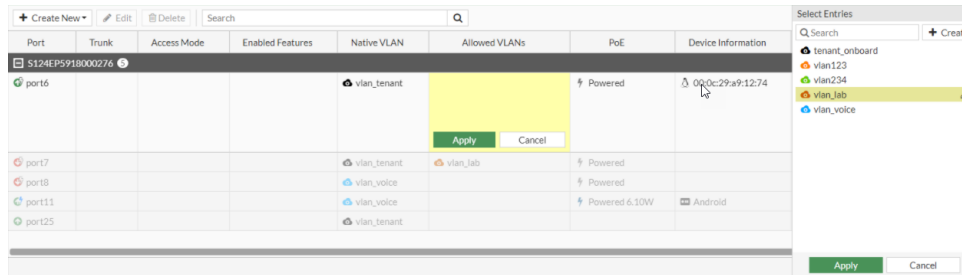 Create New Edit Delete Search
Port Trunk Access Mode Enabled Features Native VLAN Allowed VLANs PoE Device Information
S124EP5918000276 5
port6 vlan_tenant Powered 00:0c:29:a9:12:74
Apply Cancel
port7 vlan_tenant vlan_lab Powered
port8 vlan_voice Powered
port11 vlan_voice Powered 6.10W Android
port25 vlan_tenant
Select Entries
Search + Creat
tenant_onboard
vlan123
vlan234
vlan_lab
vlan_voice
Apply Cancel